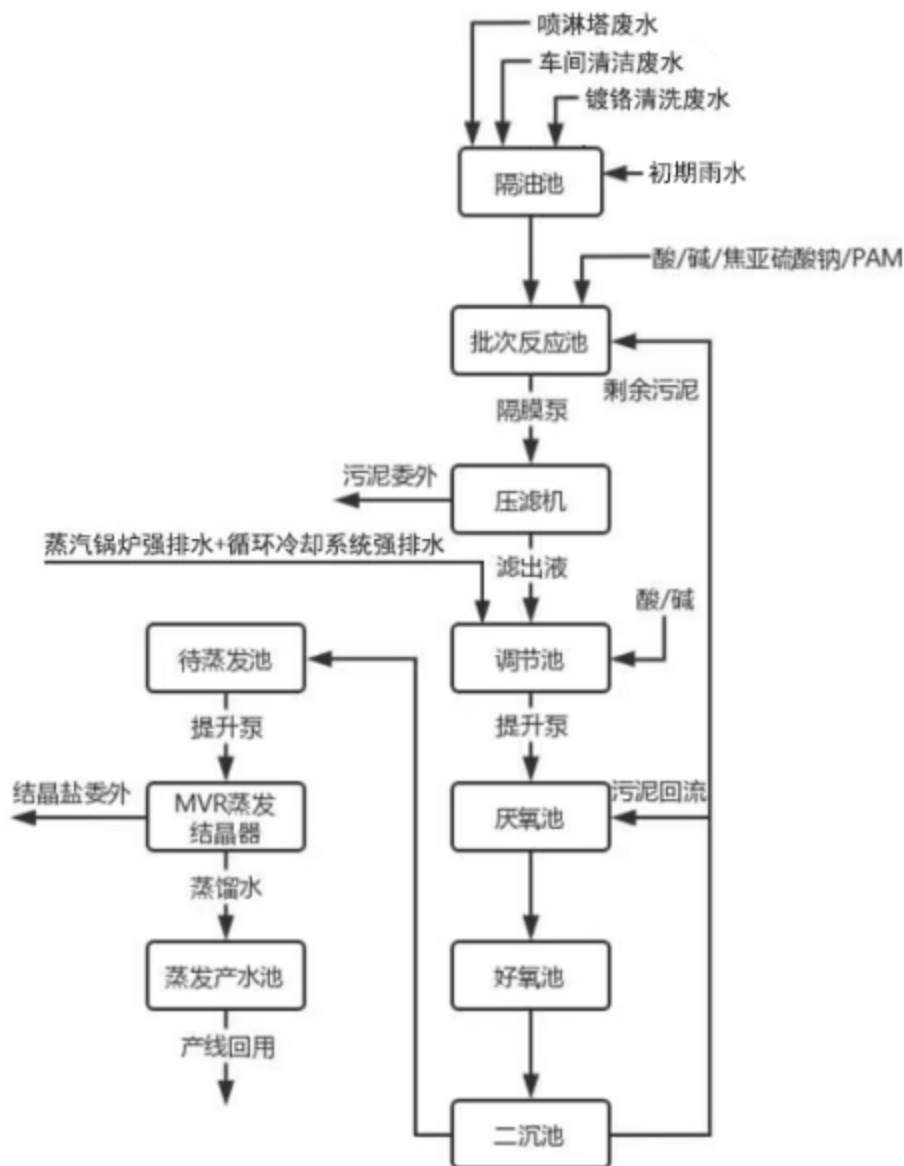 喷淋塔废水
车间清洁废水
镀铬清洗废水
隔油池
初期雨水
酸/碱/焦亚硫酸钠/PAM
批次反应池
剩余污泥
隔膜泵
污泥委外
压滤机
蒸汽锅炉强排水+循环冷却系统强排水
滤出液
酸/碱
待蒸发池
调节池
提升泵
提升泵
结晶盐委外
MVR蒸发
结晶器
厌氧池
污泥回流
蒸馏水
蒸发产水池
好氧池
产线回用
二沉池